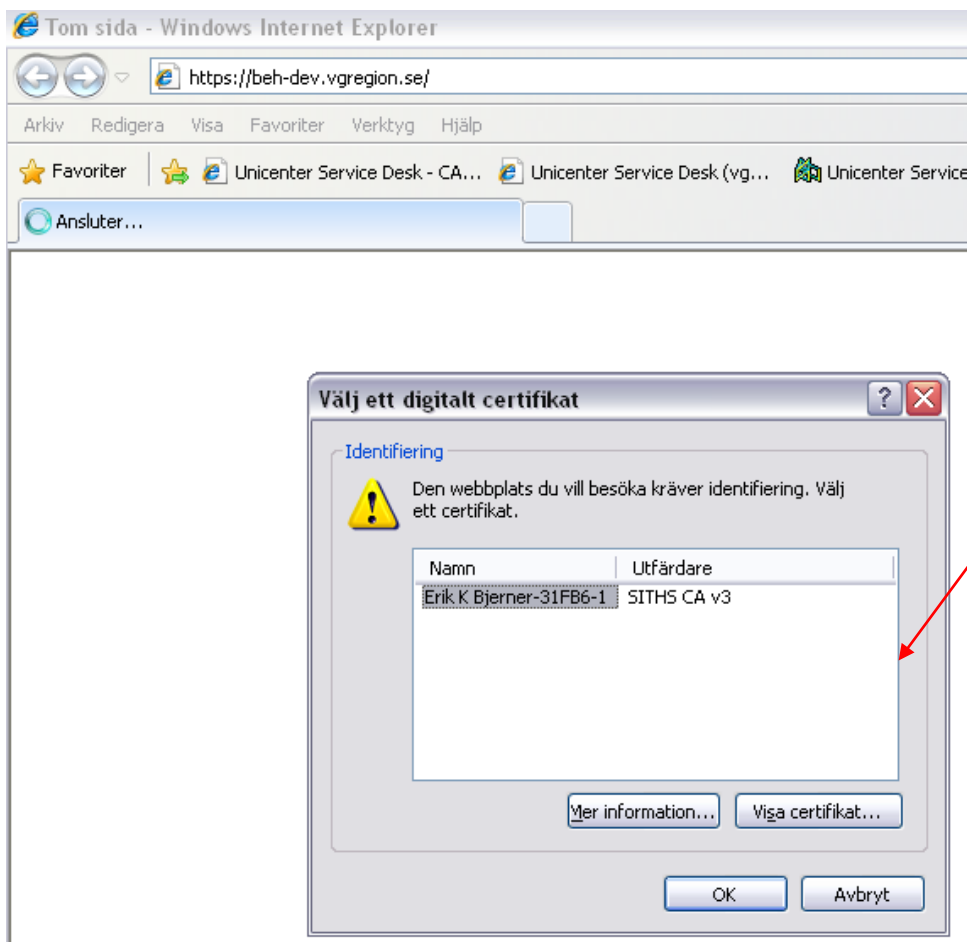 Tom sida - Windows Internet Explorer
https://beh-dev.vgregion.se/
Arkiv Redigera Visa Favoriter Verktyg Hjälp
Favoriter Unicenter Service Desk - CA... Unicenter Service Desk (vg... Unicenter Service
Ansluter...
Välj ett digitalt certifikat
Identifiering
Den webbplats du vill besöka kräver identifiering. Välj
ett certifikat.
Namn Utfärdare
Erik K Bjerner-31FB6-1 SITHS CA v3
Mer information... Visa certifikat...
OK Avbryt